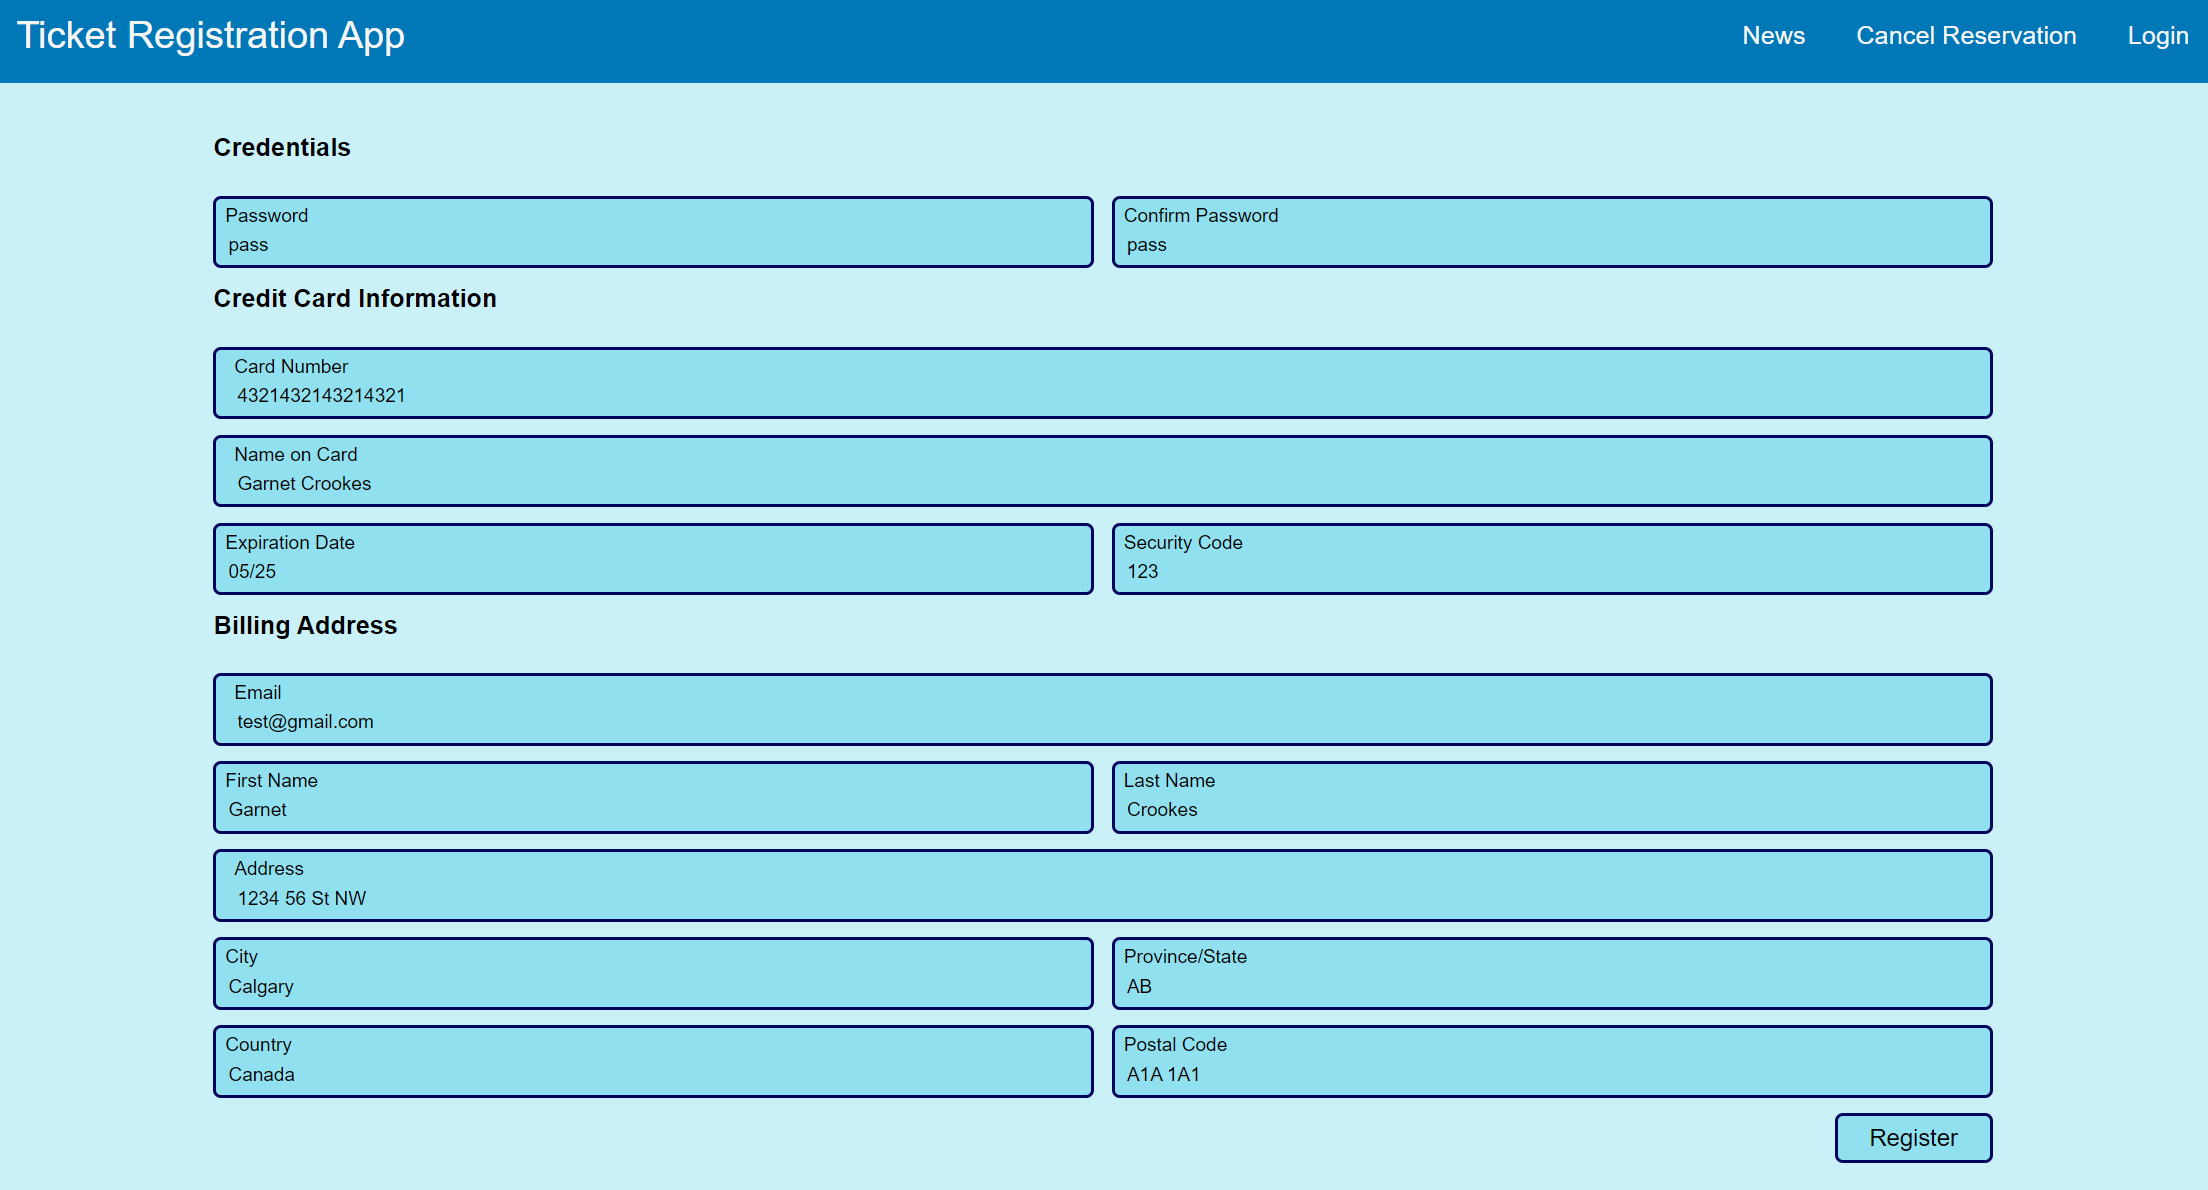 Ticket Registration App
News Cancel Reservation Login
Credentials
Password Confirm Password
pass pass
Credit Card Information
Card Number
4321432143214321
Name on Card
Garnet Crookes
Expiration Date Security Code
05/25 123
Billing Address
Email
test@gmail.com
First Name Last Name
Garnet Crookes
Address
1234 56 St NW
City Province/State
Calgary AB
Country Postal Code
Canada A1A 1A1
Register